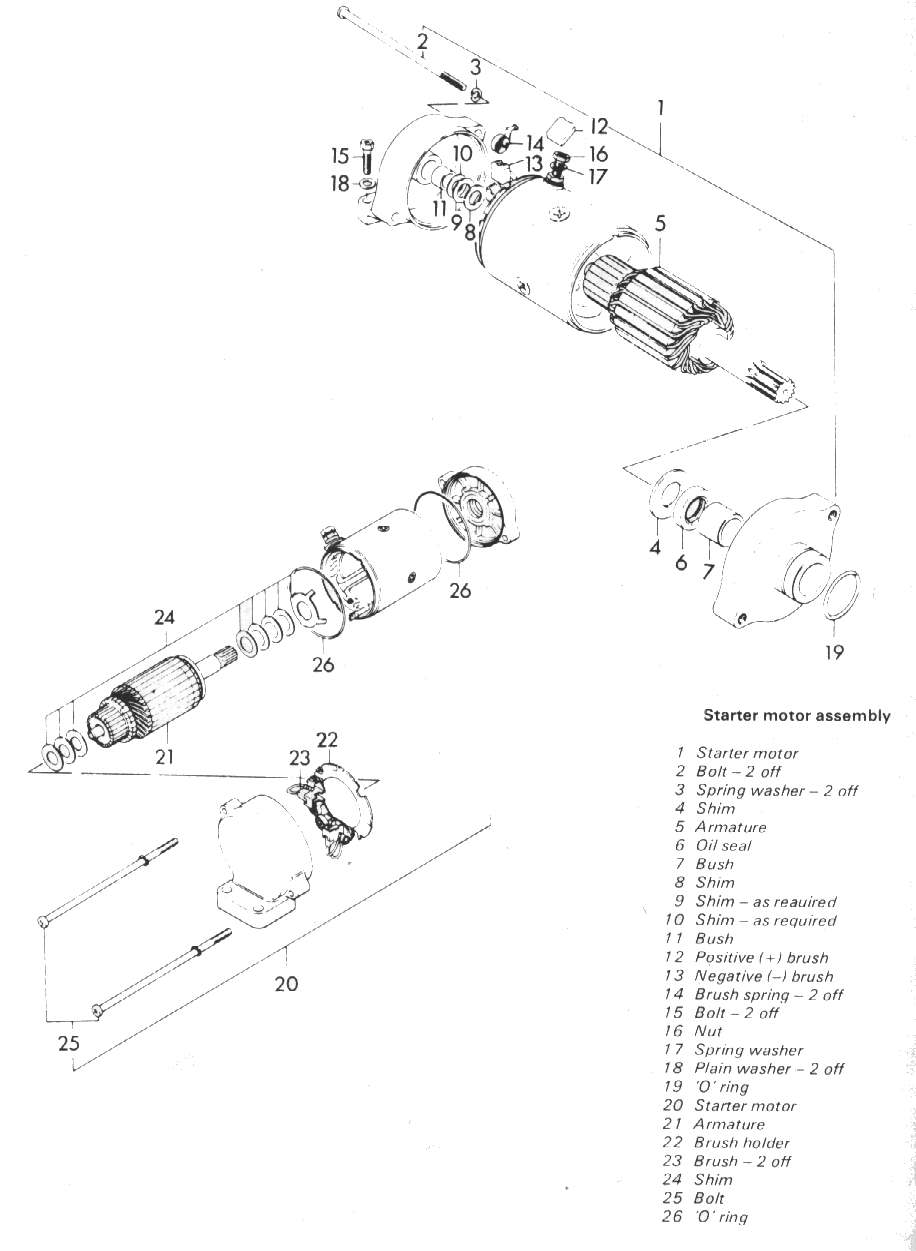 2
3
1
12
14
16
15
10
13
17
18
11
9
8
5
4
6
7
19
26
24
26
21
22
23
20
25
Starter motor assembly
1 Starter motor
2 Bolt – 2 off
3 Spring washer – 2 off
4 Shim
5 Armature
6 Oil seal
7 Bush
8 Shim
9 Shim – as reauired
10 Shim – as required
11 Bush
12 Positive (+) brush
13 Negative (–) brush
14 Brush spring – 2 off
15 Bolt – 2 off
16 Nut
17 Spring washer
18 Plain washer – 2 off
19 'O' ring
20 Starter motor
21 Armature
22 Brush holder
23 Brush – 2 off
24 Shim
25 Bolt
26 'O' ring